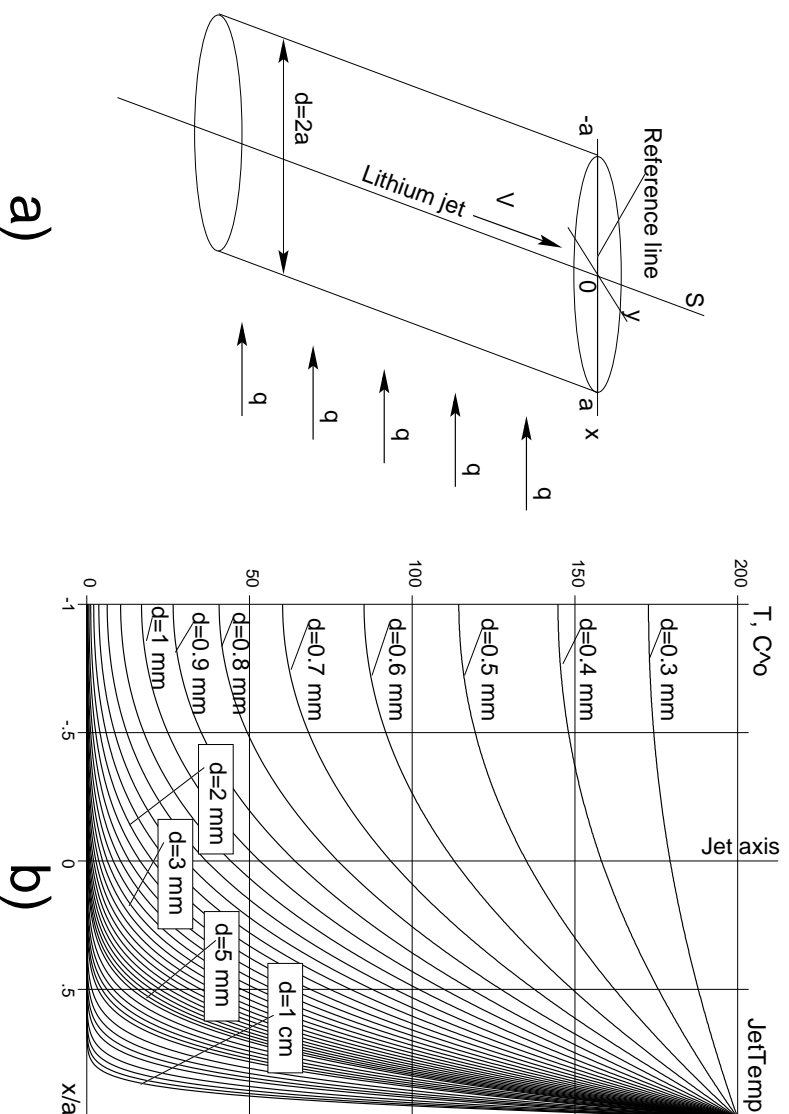 a)
S
y
x
-a
0
a
Reference line
V
Lithium jet
d=2a
q
q
q
q
q
b)
T, C^o
Jet axis
JetTemp
200
150
100
50
0
-1
-.5
0
.5
x/a
d=0.3 mm
d=0.4 mm
d=0.5 mm
d=0.6 mm
d=0.7 mm
d=0.8 mm
d=0.9 mm
d=1 mm
d=2 mm
d=3 mm
d=5 mm
d=1 cm